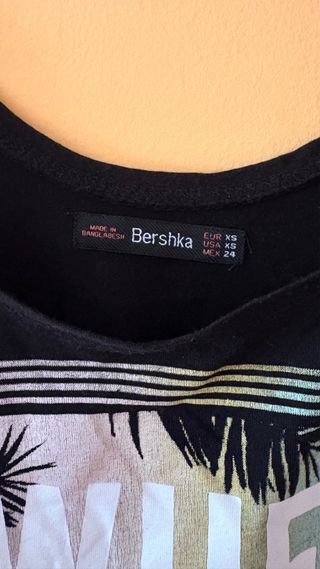 MADE IN
BANGLADESH
Bershka
EUR XS
USA XS
MEX 24